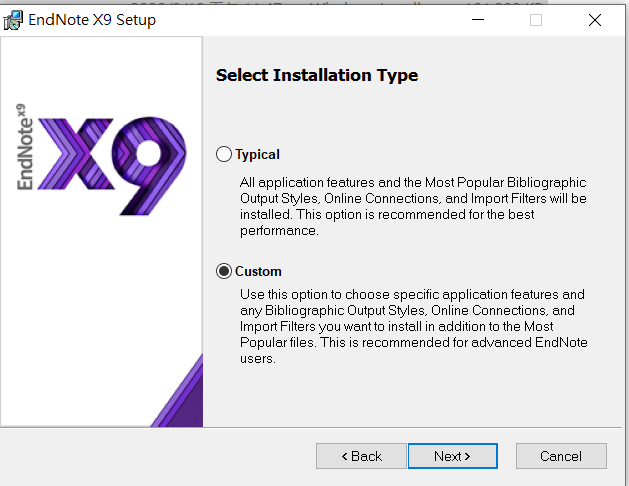 EndNote X9 Setup
Select Installation Type
EndNote x9
X9
Typical
All application features and the Most Popular Bibliographic
Output Styles, Online Connections, and Import Filters will be
installed. This option is recommended for the best
performance.
Custom
Use this option to choose specific application features and
any Bibliographic Output Styles, Online Connections, and
Import Filters you want to install in addition to the Most
Popular files. This is recommended for advanced EndNote
users.
< Back
Next >
Cancel